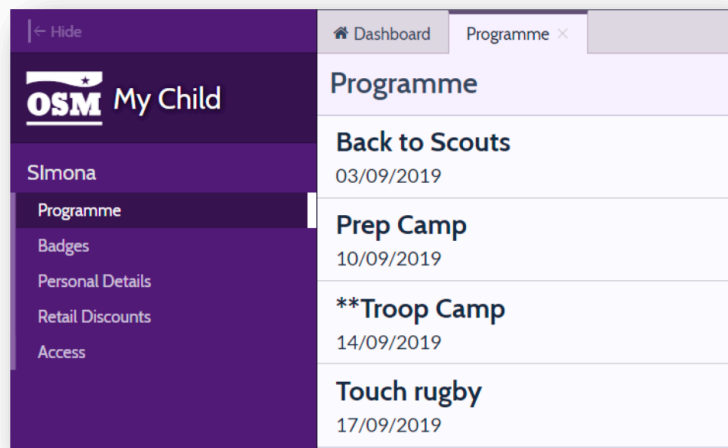 ← Hide
OSM My Child
SImona
Programme
Badges
Personal Details
Retail Discounts
Access
Dashboard Programme ×
Programme
Back to Scouts
03/09/2019
Prep Camp
10/09/2019
**Troop Camp
14/09/2019
Touch rugby
17/09/2019